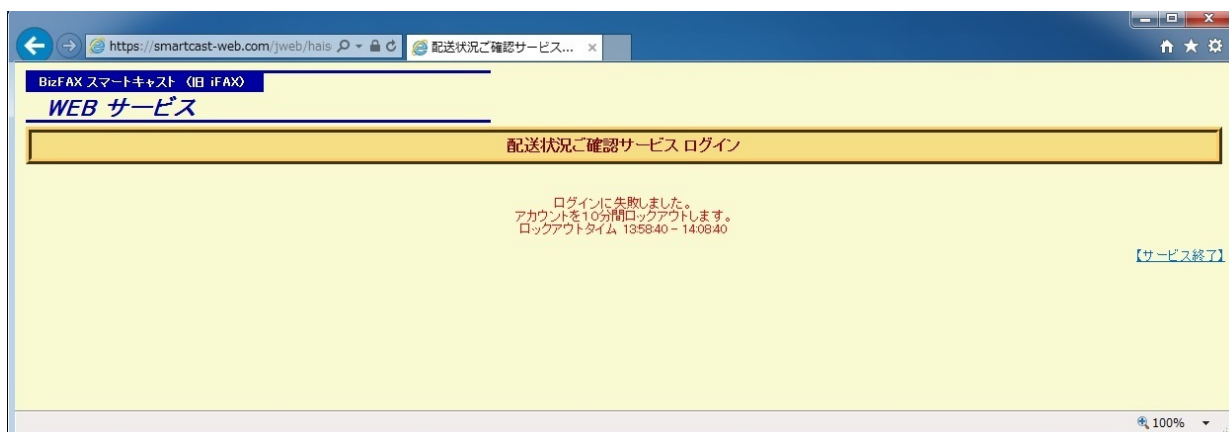 https://smartcast-web.com/jweb/hais
配送状況ご確認サービス...
BizFAX スマートキャスト (旧 iFAX)
WEB サービス
配送状況ご確認サービス ログイン
ログインに失敗しました。
アカウントを10分間ロックアウトします。
ロックアウトタイム 13:58:40 - 14:08:40
【サービス終了】
100%